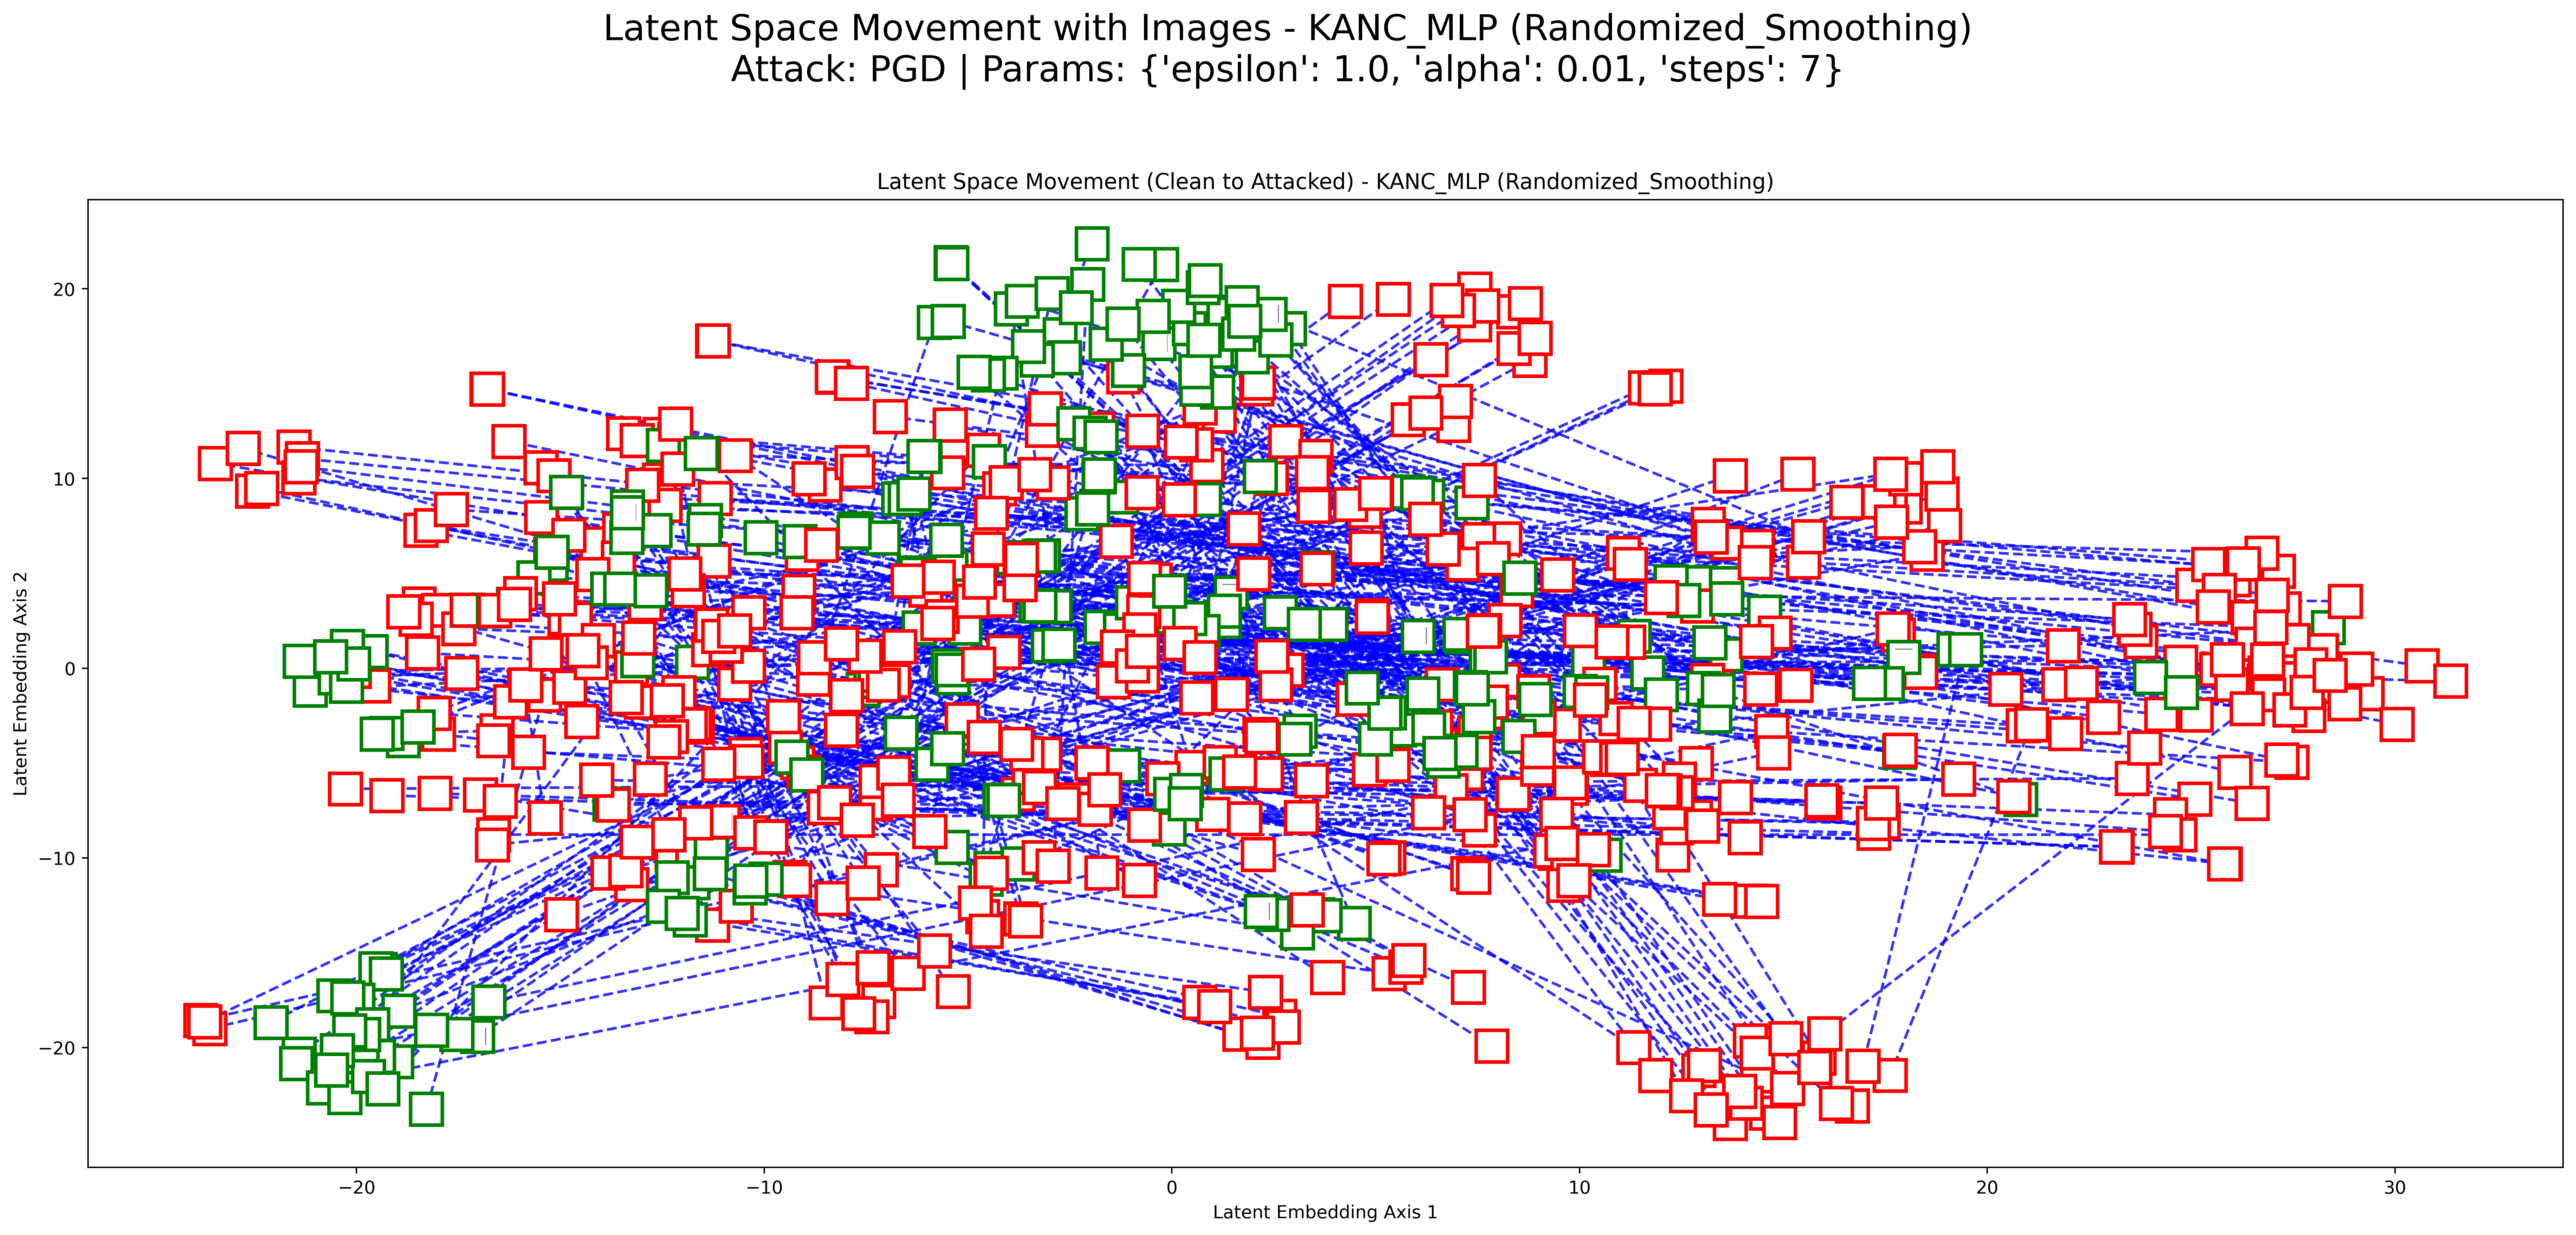 Latent Space Movement with Images - KANC_MLP (Randomized_Smoothing)
Attack: PGD | Params: {'epsilon': 1.0, 'alpha': 0.01, 'steps': 7}
Latent Space Movement (Clean to Attacked) - KANC_MLP (Randomized_Smoothing)
20
10
0
−10
−20
Latent Embedding Axis 2
−20
−10
0
10
20
30
Latent Embedding Axis 1